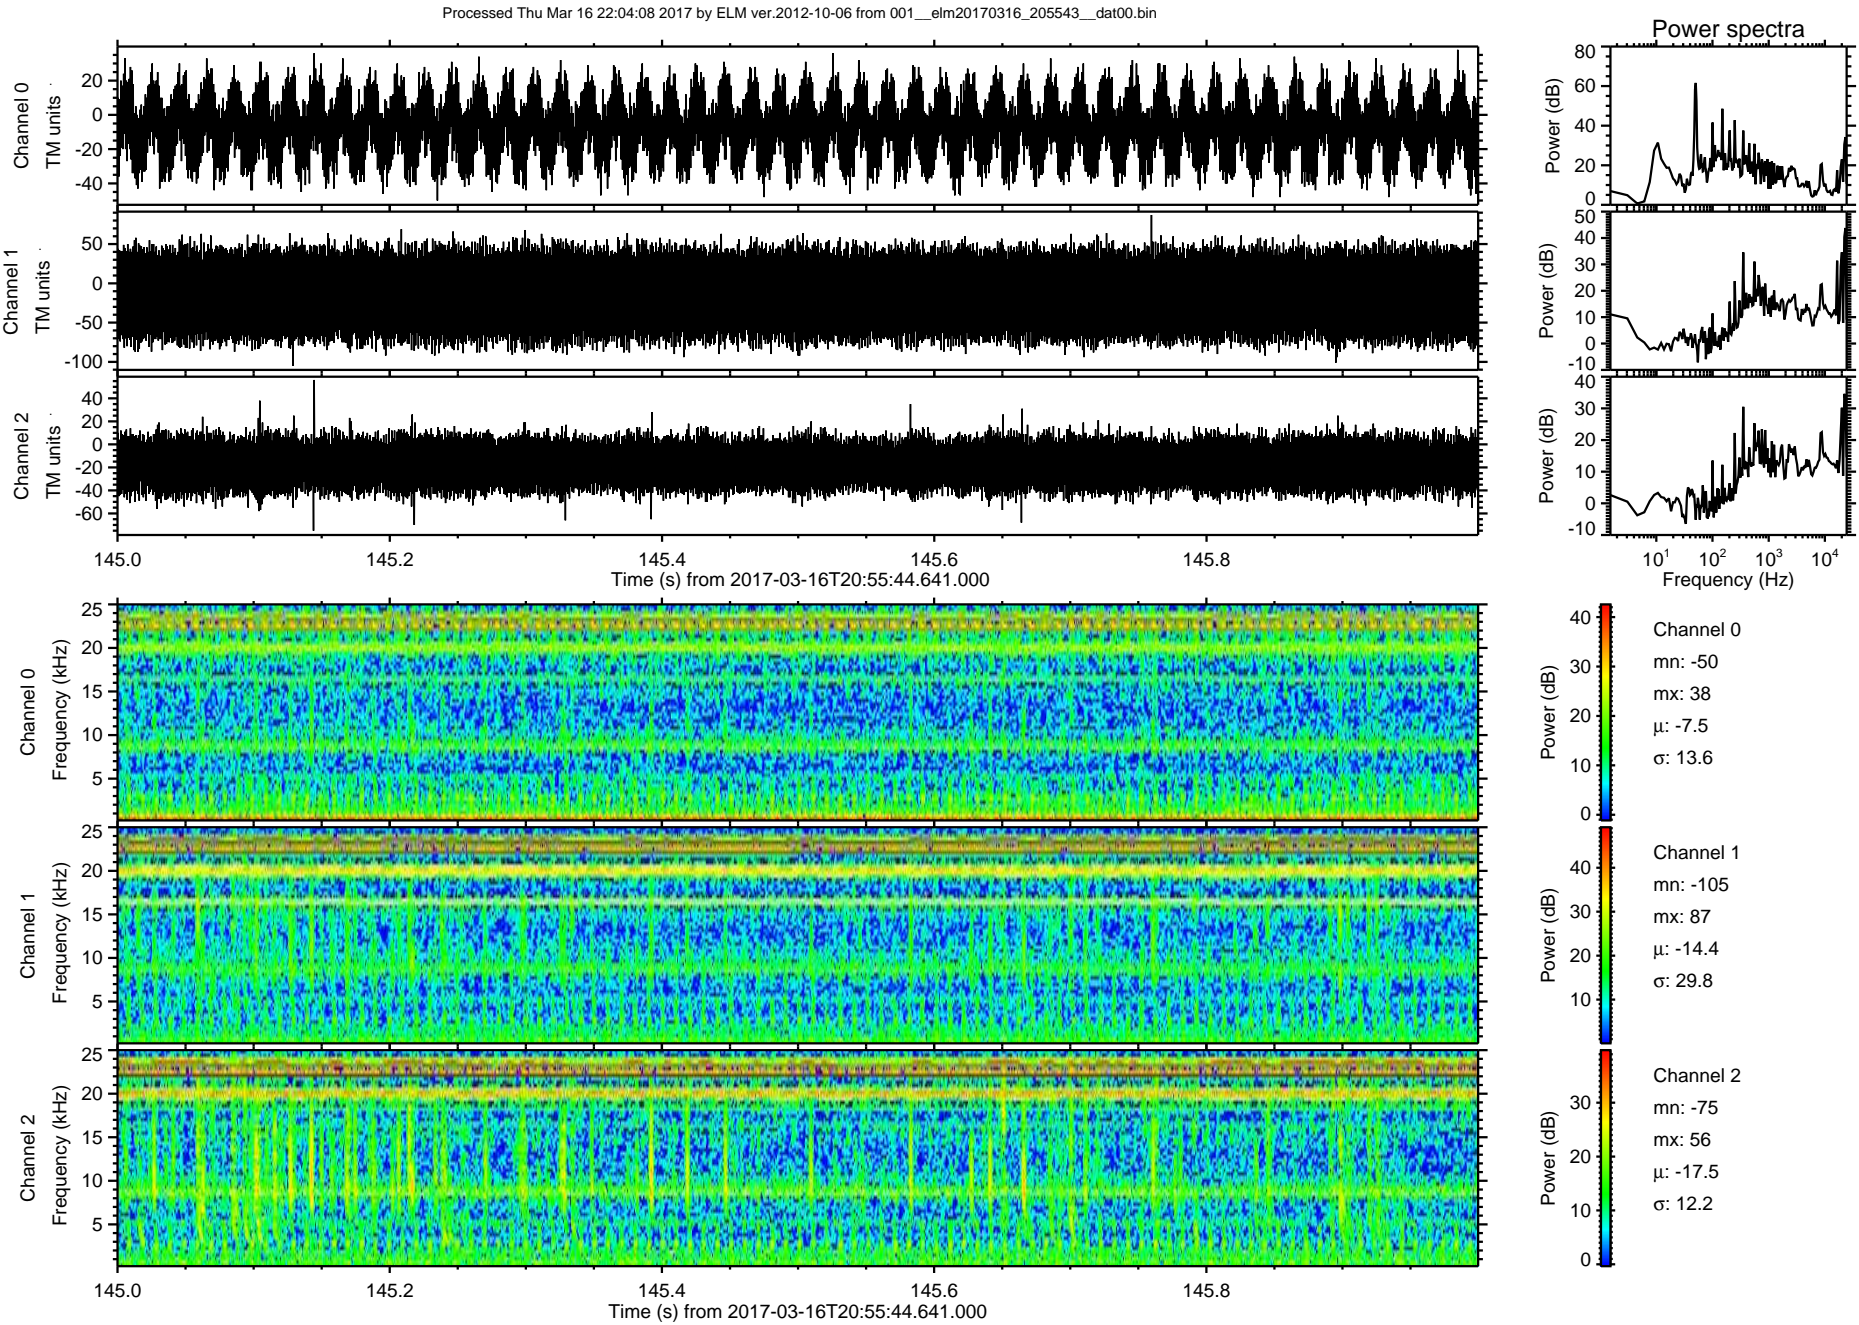 Processed Thu Mar 16 22:04:08 2017 by ELM ver.2012-10-06 from 001__elm20170316_205543__dat00.bin
Power spectra
Channel 0
TM units
20
0
-20
-40
Power (dB)
80
60
40
20
0
Channel 1
TM units
50
0
-50
-100
Power (dB)
50
40
30
20
10
0
-10
Channel 2
TM units
40
20
0
-20
-40
-60
Power (dB)
40
30
20
10
0
-10
145.0 145.2 145.4 145.6 145.8
Time (s) from 2017-03-16T20:55:44.641.000
10^1 10^2 10^3 10^4
Frequency (Hz)
Channel 0
Frequency (kHz)
25
20
15
10
5
Power (dB)
40
30
20
10
0
Channel 0
mn: -50
mx: 38
μ: -7.5
σ: 13.6
Channel 1
Frequency (kHz)
25
20
15
10
5
Power (dB)
40
30
20
10
Channel 1
mn: -105
mx: 87
μ: -14.4
σ: 29.8
Channel 2
Frequency (kHz)
25
20
15
10
5
Power (dB)
30
20
10
0
Channel 2
mn: -75
mx: 56
μ: -17.5
σ: 12.2
145.0 145.2 145.4 145.6 145.8
Time (s) from 2017-03-16T20:55:44.641.000